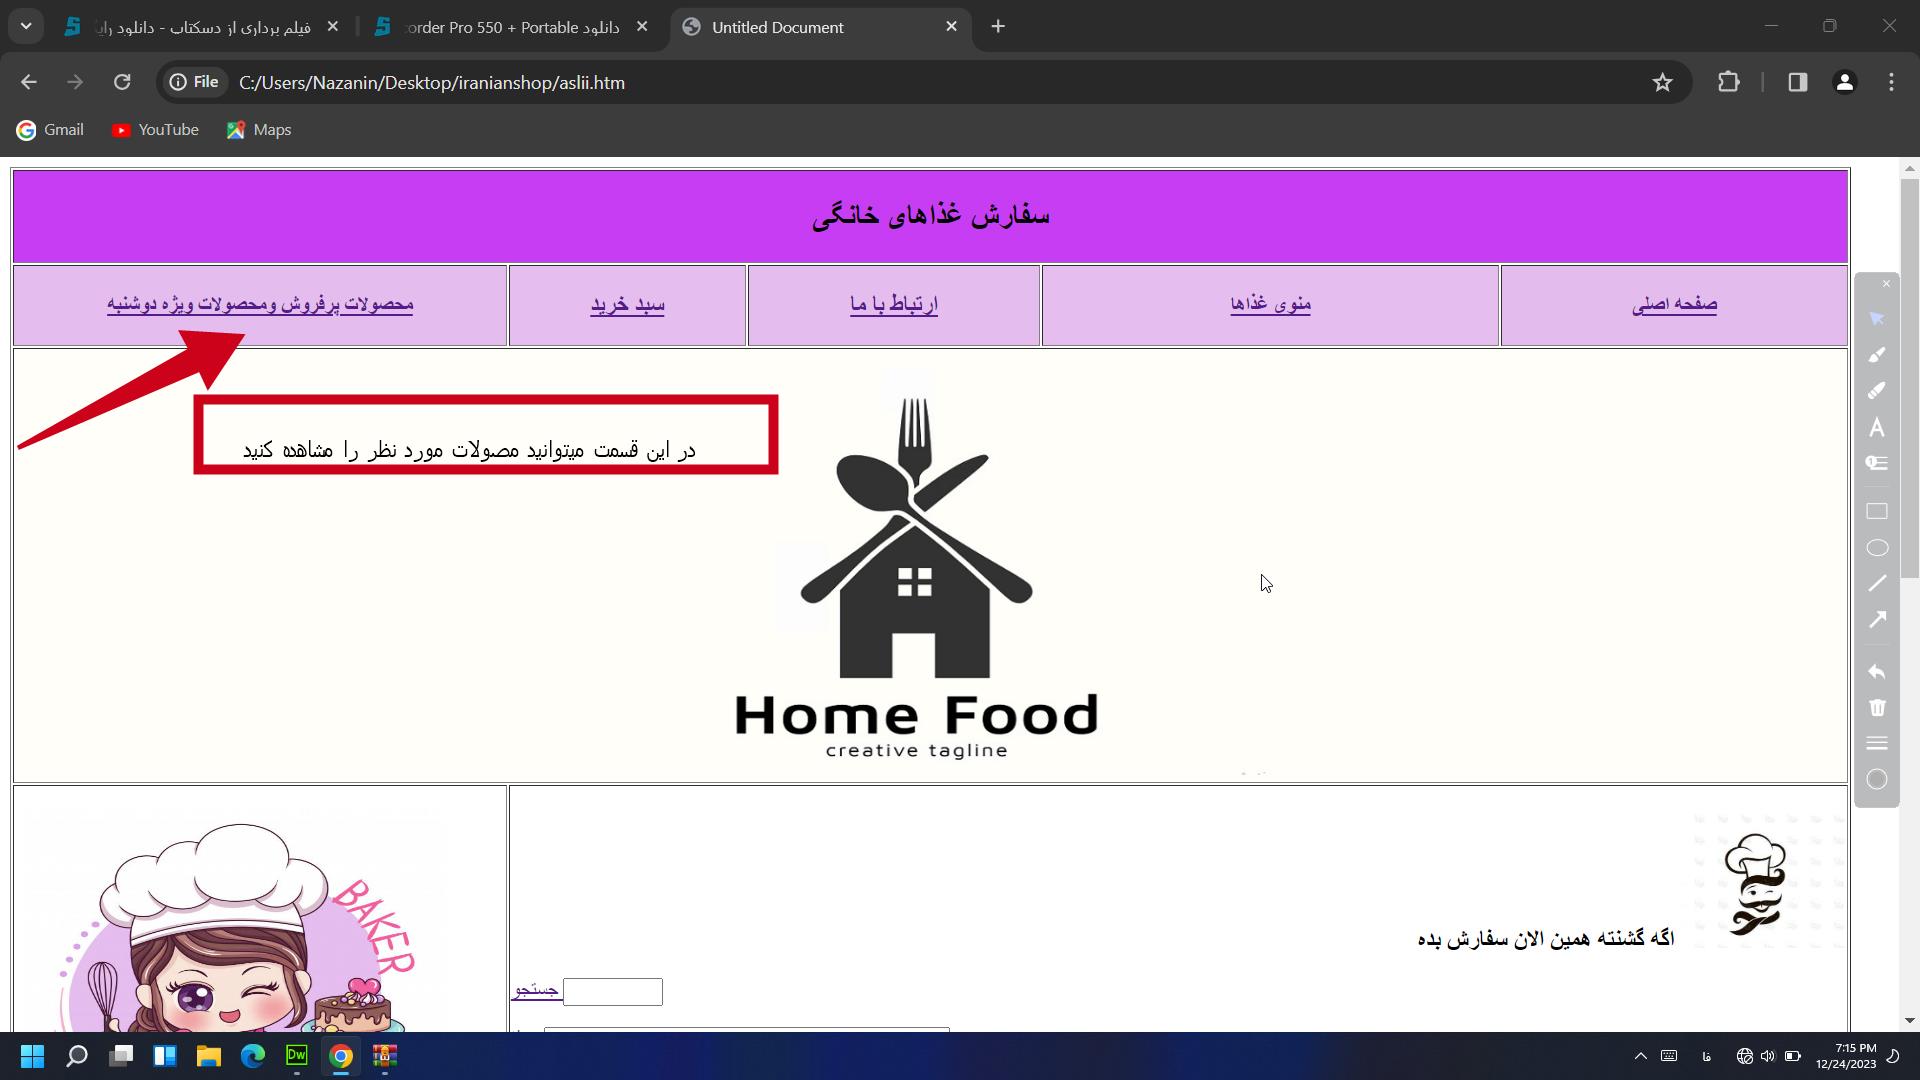 فیلم برداری از دسکتاپ - دانلود رای
دانلود order Pro 550 + Portable
Untitled Document
File
C:/Users/Nazanin/Desktop/iranianshop/aslii.htm
Gmail
YouTube
Maps
سفارش غذاهای خانگی
صفحه اصلی
منوی غذاها
ارتباط با ما
سبد خرید
محصولات پرفروش ومحصولات ویژه دوشنبه
در این قسمت میتوانید مصولات مورد نظر را مشاهده کنید
Home Food
creative tagline
BAKER
اگه گشنته همین الان سفارش بده
جستجو
Dw
فا
7:15 PM
12/24/2023